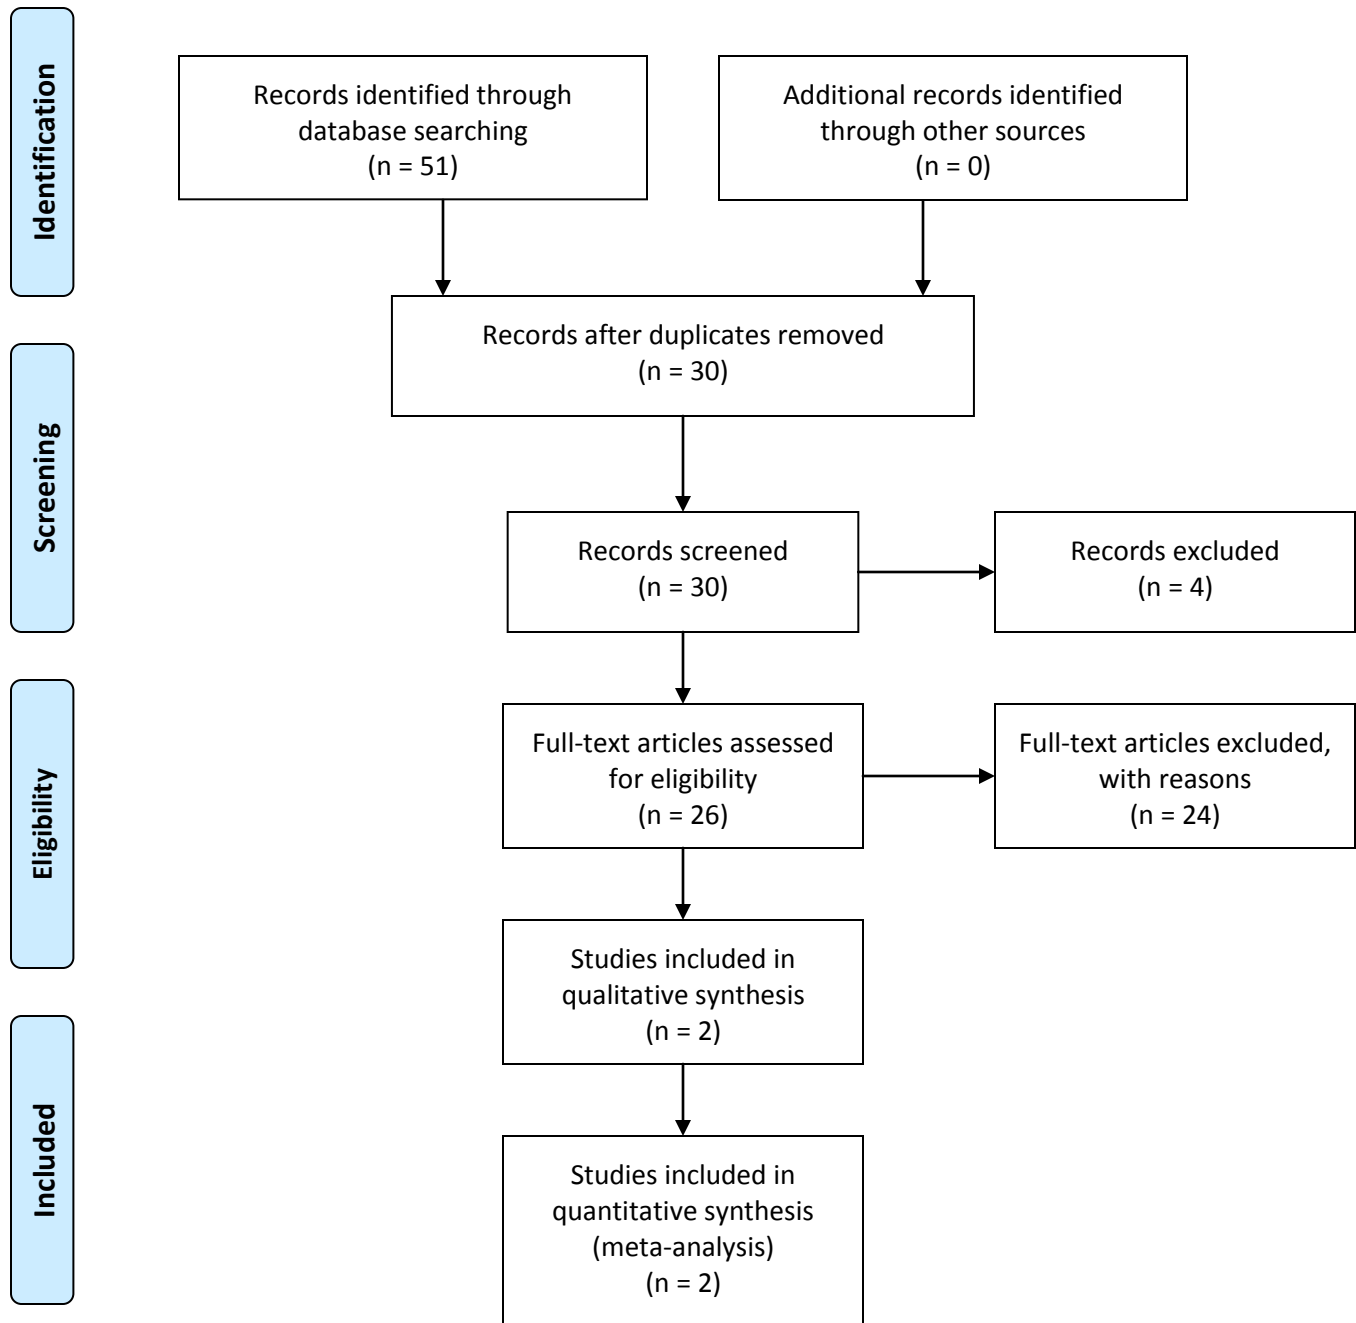 Identification
Records identified through
database searching
(n = 51)
Additional records identified
through other sources
(n = 0)
Records after duplicates removed
(n = 30)
Screening
Records screened
(n = 30)
Records excluded
(n = 4)
Eligibility
Full-text articles assessed
for eligibility
(n = 26)
Full-text articles excluded,
with reasons
(n = 24)
Studies included in
qualitative synthesis
(n = 2)
Included
Studies included in
quantitative synthesis
(meta-analysis)
(n = 2)